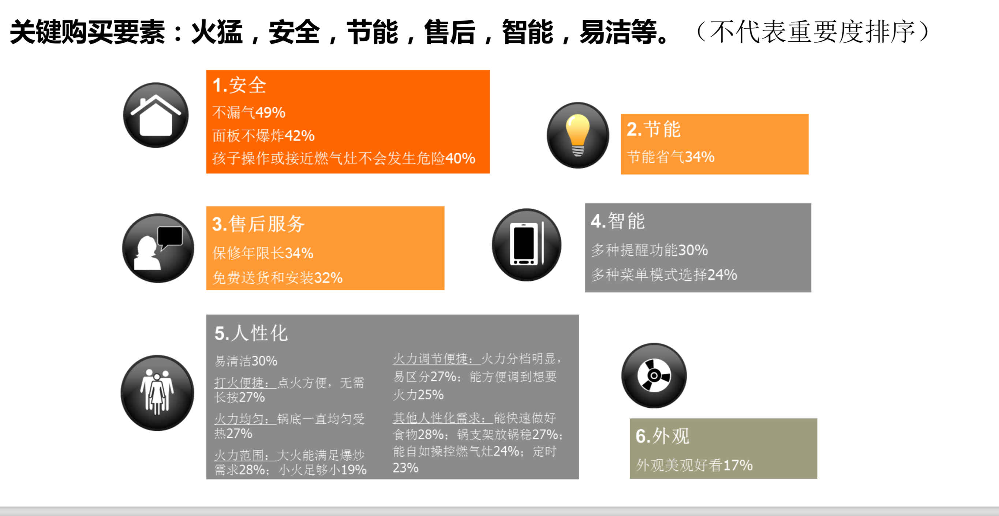 关键购买要素：火猛，安全，节能，售后，智能，易洁等。（不代表重要度排序）
1.安全
不漏气49%
面板不爆炸42%
孩子操作或接近燃气灶不会发生危险40%
2.节能
节能省气34%
3.售后服务
保修年限长34%
免费送货和安装32%
4.智能
多种提醒功能30%
多种菜单模式选择24%
5.人性化
易清洁30%
打火便捷：点火方便，无需
长按27%
火力均匀：锅底一直均匀受
热27%
火力范围：大火能满足爆炒
需求28%；小火足够小19%
火力调节便捷：火力分档明显，
易区分27%；能方便调到想要
火力25%
其他人性化需求：能快速做好
食物28%；锅支架放锅稳27%；
能自如操控燃气灶24%；定时
23%
6.外观
外观美观好看17%